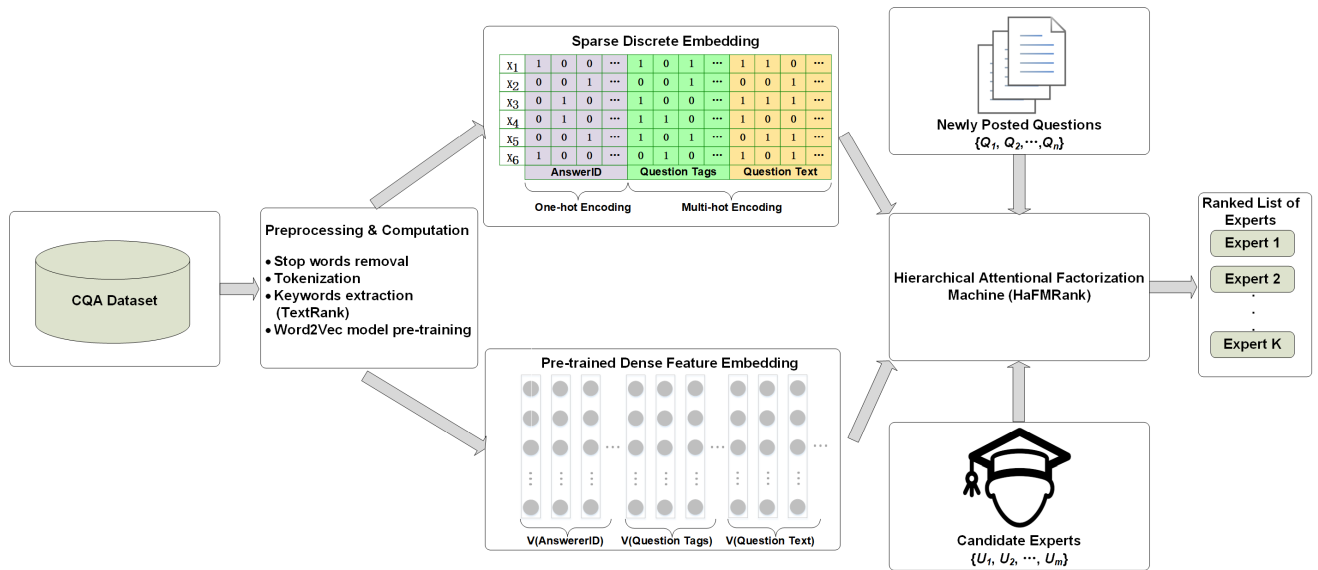 CQA Dataset
Preprocessing & Computation
• Stop words removal
• Tokenization
• Keywords extraction
(TextRank)
• Word2Vec model pre-training
Sparse Discrete Embedding
X1 1 0 0 ··· 1 0 1 ··· 1 1 0 ···
X2 0 0 1 ··· 0 0 1 ··· 0 0 1 ···
X3 0 1 0 ··· 1 0 0 ··· 1 1 1 ···
X4 0 1 0 ··· 1 1 0 ··· 1 0 0 ···
X5 0 0 1 ··· 1 0 1 ··· 0 1 1 ···
X6 1 0 0 ··· 0 1 0 ··· 1 0 1 ···
AnswerID Question Tags Question Text
One-hot Encoding Multi-hot Encoding
Pre-trained Dense Feature Embedding
V(AnswererID) V(Question Tags) V(Question Text)
Newly Posted Questions
{Q1, Q2,···,Qn}
Hierarchical Attentional Factorization
Machine (HaFMRank)
Candidate Experts
{U1, U2, ···, Um}
Ranked List of
Experts
Expert 1
Expert 2
.
.
.
Expert K